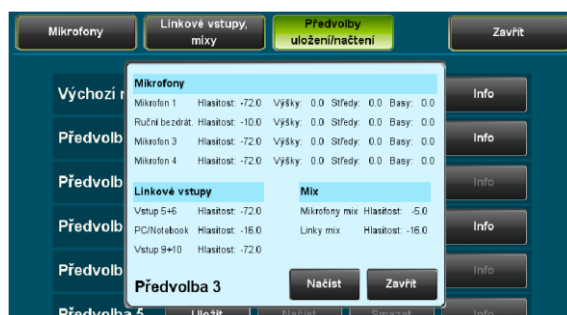 Mikrofony
Linkové vstupy,
mixy
Předvolby
uložení/načtení
Zavřít
Výchozí
Info
Mikrofony
Mikrofon 1 Hlasitost: -72.0 Výšky: 0.0 Středy: 0.0 Basy: 0.0
Ruční bezdrát. Hlasitost: -10.0 Výšky: 0.0 Středy: 0.0 Basy: 0.0
Mikrofon 3 Hlasitost: -72.0 Výšky: 0.0 Středy: 0.0 Basy: 0.0
Mikrofon 4 Hlasitost: -72.0 Výšky: 0.0 Středy: 0.0 Basy: 0.0
Předvolb Info
Předvolb Info
Linkové vstupy
Vstup 5+6 Hlasitost: -72.0
PC/Notebook Hlasitost: -16.0
Vstup 9+10 Hlasitost: -72.0
Mix
Mikrofony mix Hlasitost: -5.0
Linky mix Hlasitost: -16.0
Předvolb Info
Předvolb Info
Předvolba 3
Načíst
Zavřít
Předvolba 5 Uložit Načíst Smazat Info